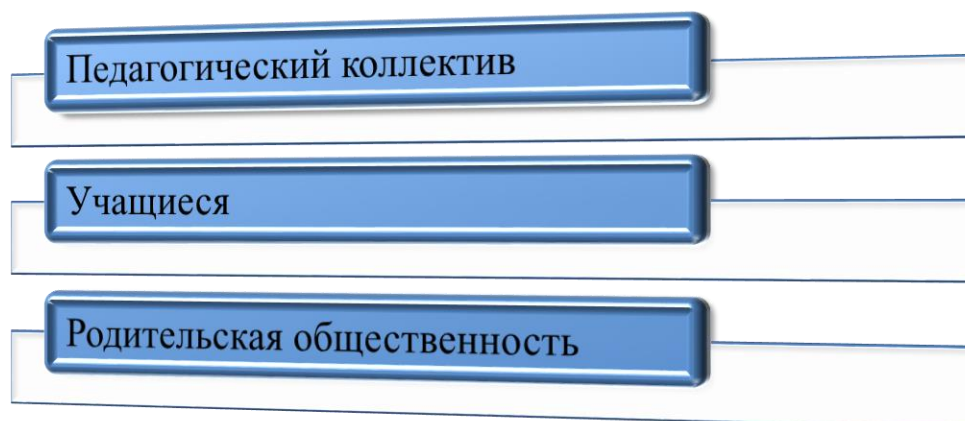 Педагогический коллектив
Учащиеся
Родительская общественность